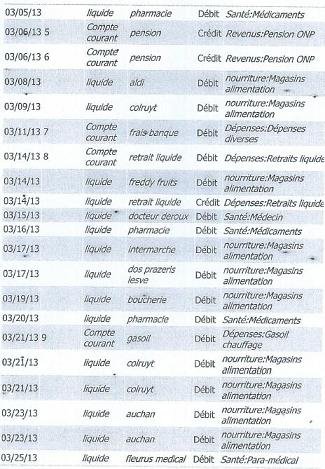 03/05/13 liquide pharmacie Débit Santé:Médicaments
03/06/13 5 Compte courant pension Crédit Revenus:Pension ONP
03/06/13 6 Compte courant pension Crédit Revenus:Pension ONP
03/08/13 liquide aldi Débit nourriture:Magasins alimentation
03/09/13 liquide colruyt Débit nourriture:Magasins alimentation
03/11/13 7 Compte courant frais banque Débit Dépenses:Dépenses diverses
03/14/13 8 Compte courant retrait liquide Débit Dépenses:Retraits liquide
03/14/13 liquide freddy fruits Débit nourriture:Magasins alimentation
03/14/13 liquide retrait liquide Crédit Dépenses:Retraits liquide
03/15/13 liquide docteur deroux Débit Santé:Médecin
03/16/13 liquide pharmacie Débit Santé:Médicaments
03/17/13 liquide intermarche Débit nourriture:Magasins alimentation
03/17/13 liquide dos prazeris lesve Débit nourriture:Magasins alimentation
03/19/13 liquide boucherie Débit nourriture:Magasins alimentation
03/20/13 liquide pharmacie Débit Santé:Médicaments
03/21/13 9 Compte courant gasoil Débit Dépenses:Gasoil chauffage
03/21/13 liquide colruyt Débit nourriture:Magasins alimentation
03/21/13 liquide colruyt Débit nourriture:Magasins alimentation
03/23/13 liquide auchan Débit nourriture:Magasins alimentation
03/23/13 liquide auchan Débit nourriture:Magasins alimentation
03/25/13 liquide fleurus medical Débit Santé:Para-médical